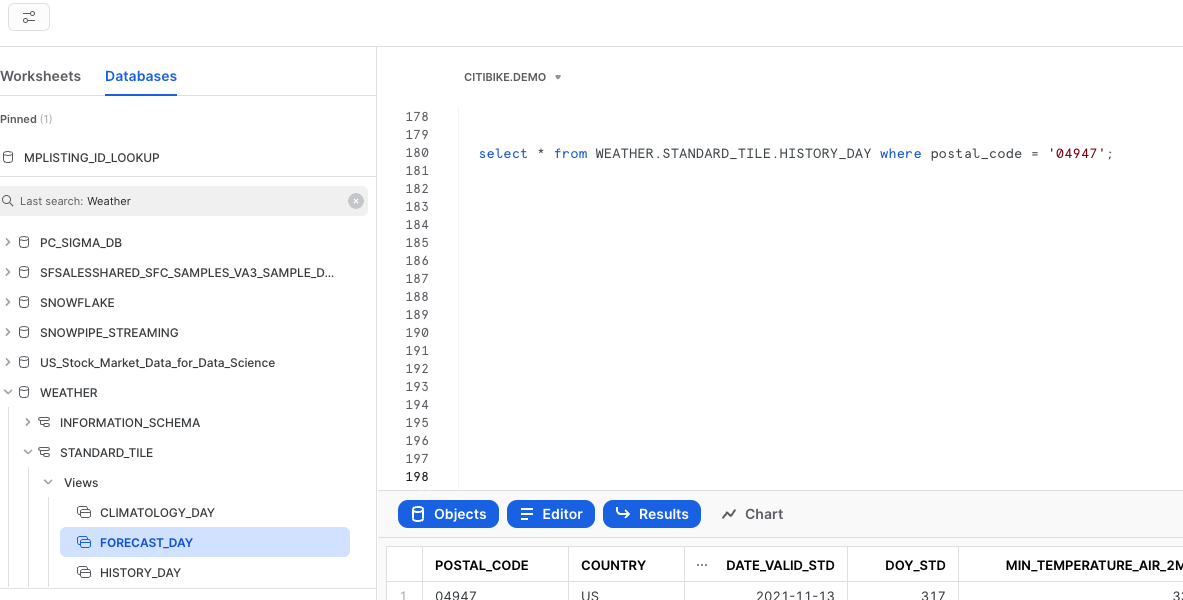 Worksheets Databases
Pinned (1)
MPLISTING_ID_LOOKUP
Last search: Weather
PC_SIGMA_DB
SFSALESSHARED_SFC_SAMPLES_VA3_SAMPLE_D...
SNOWFLAKE
SNOWPIPE_STREAMING
US_Stock_Market_Data_for_Data_Science
WEATHER
INFORMATION_SCHEMA
STANDARD_TILE
Views
CLIMATOLOGY_DAY
FORECAST_DAY
HISTORY_DAY
CITIBIKE.DEMO
178
179
180 select * from WEATHER.STANDARD_TILE.HISTORY_DAY where postal_code = '04947';
181
182
183
184
185
186
187
188
189
190
191
192
193
194
195
196
197
198
Objects Editor Results Chart
POSTAL_CODE COUNTRY ... DATE_VALID_STD DOY_STD MIN_TEMPERATURE_AIR_2M
1 04947 US 2021-11-13 317